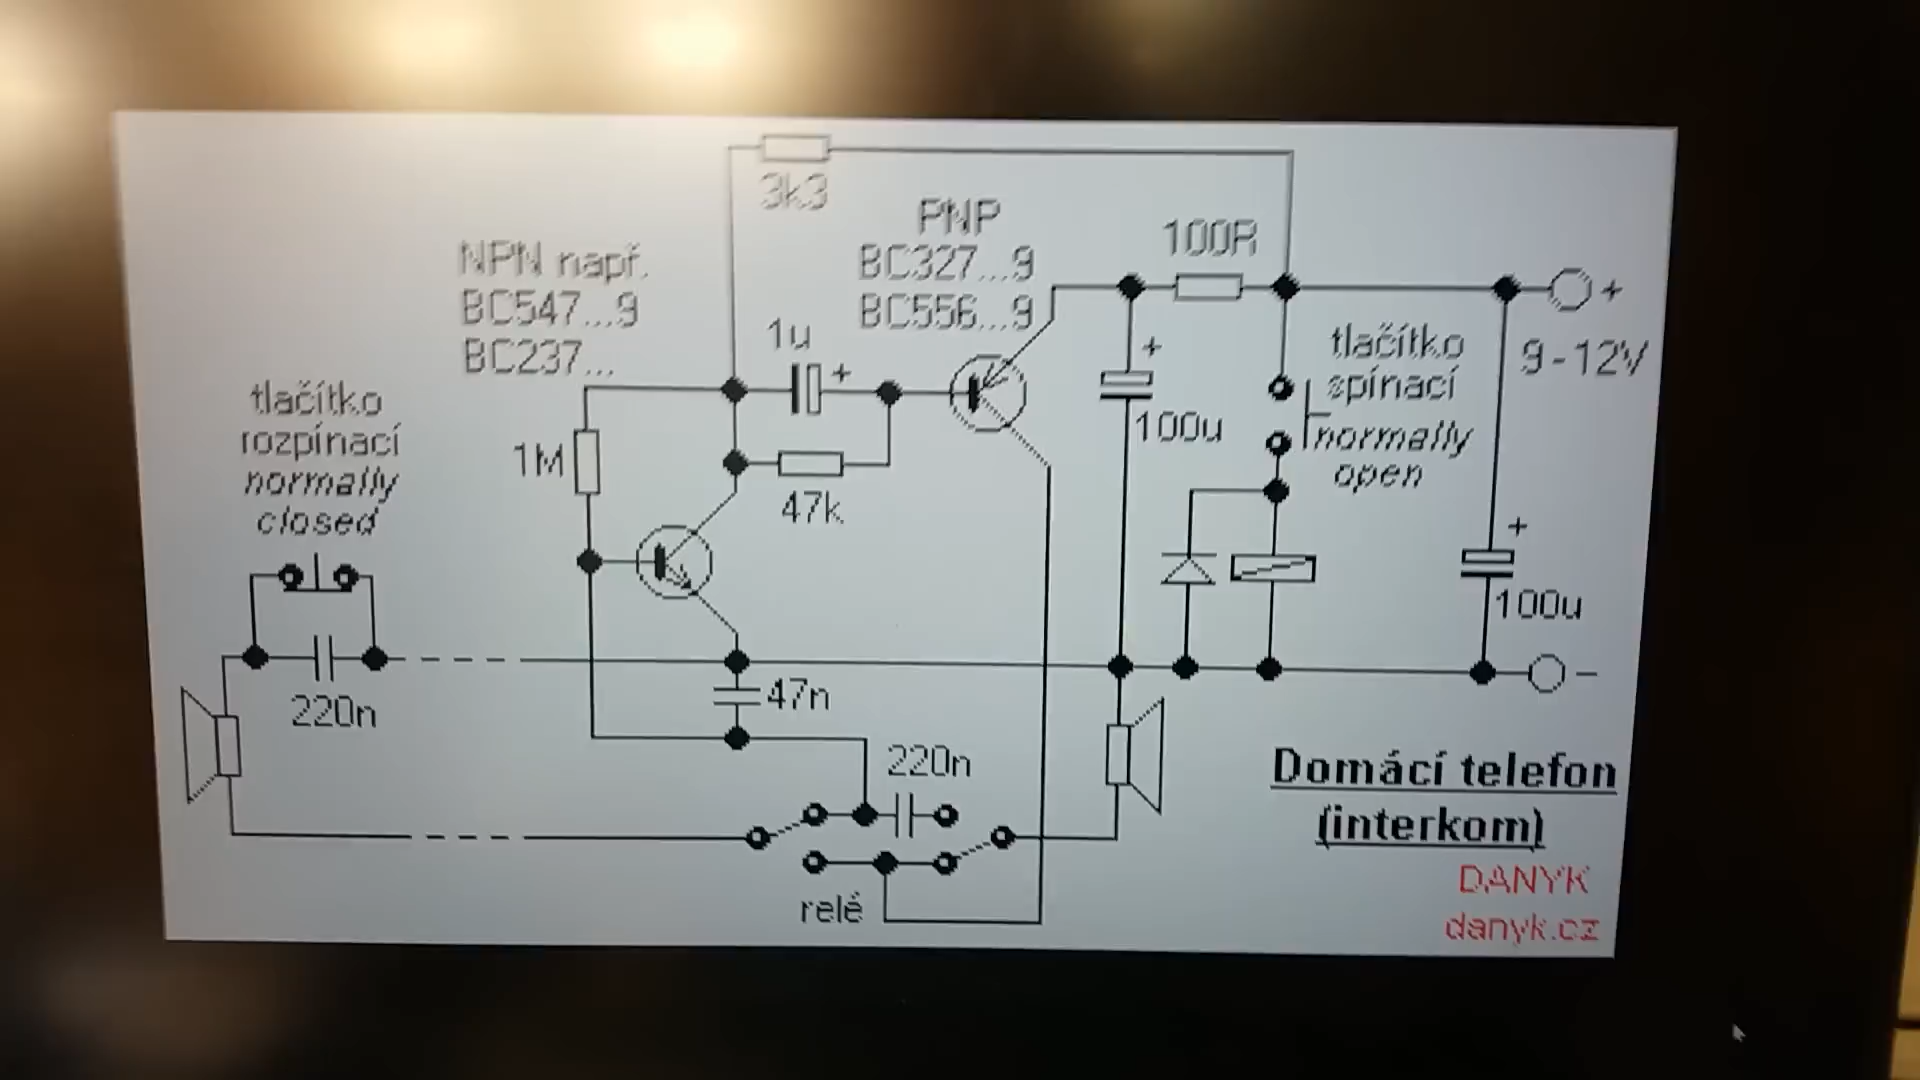 3k3
PNP
BC327...9
BC556...9
100R
NPN např.
BC547...9
BC237...
1u
+
+
+
9-12V
tlačítko
spínací
normally
open
100u
tlačítko
rozpínací
normally
closed
1M
47k
+
100u
220n
47n
220n
relé
-
Domácí telefon
(interkom)
DANYK
danyk.cz